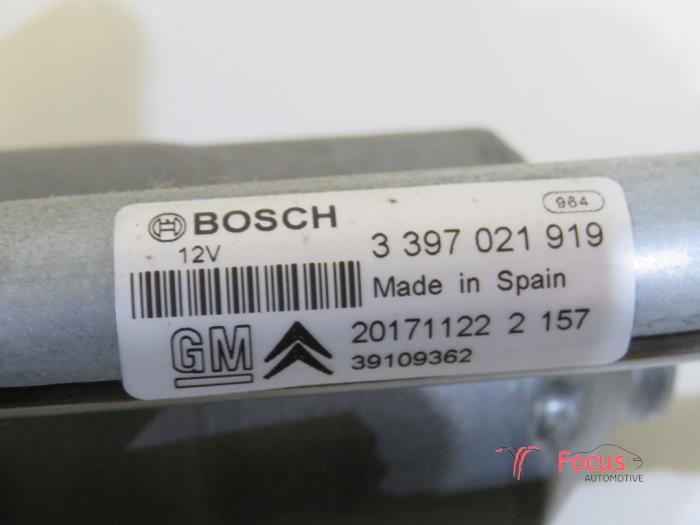 BOSCH
964
12V
3 397 021 919
Made in Spain
GM
20171122 2 157
39109362
Focus
AUTOMOTIVE